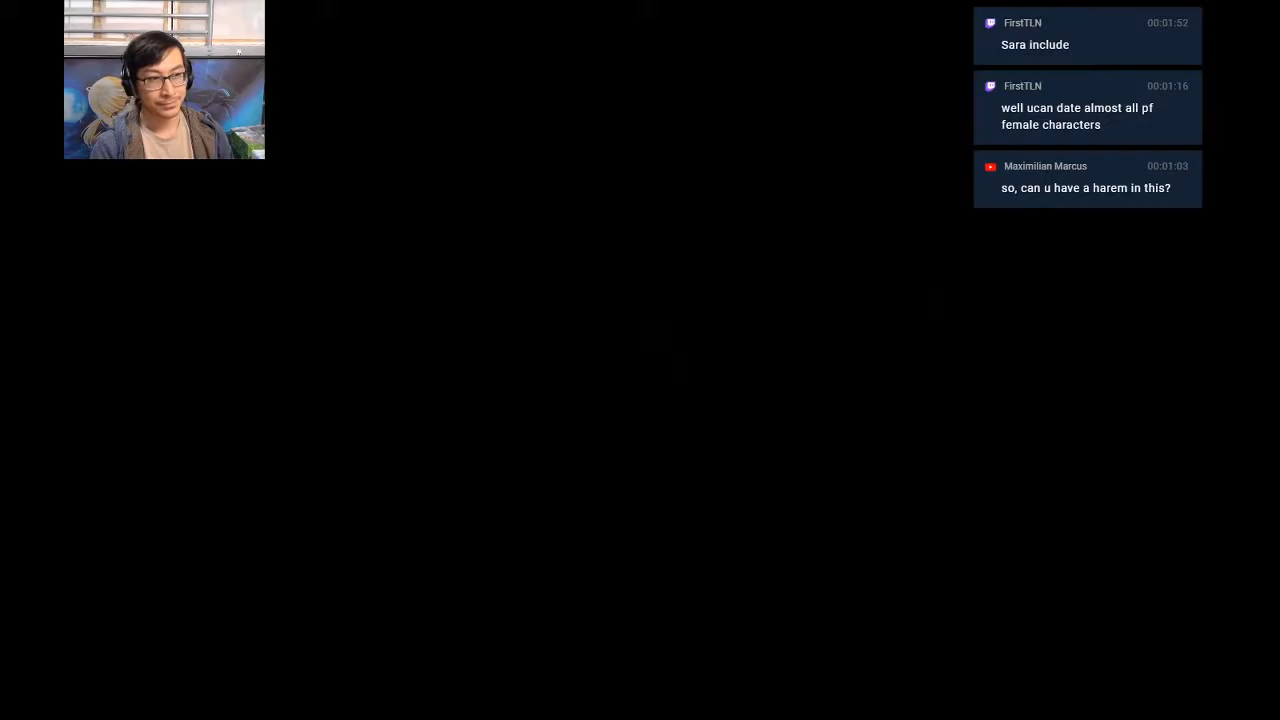 FirstTLN 00:01:52
Sara include
FirstTLN 00:01:16
well ucan date almost all pf
female characters
Maximilian Marcus 00:01:03
so, can u have a harem in this?